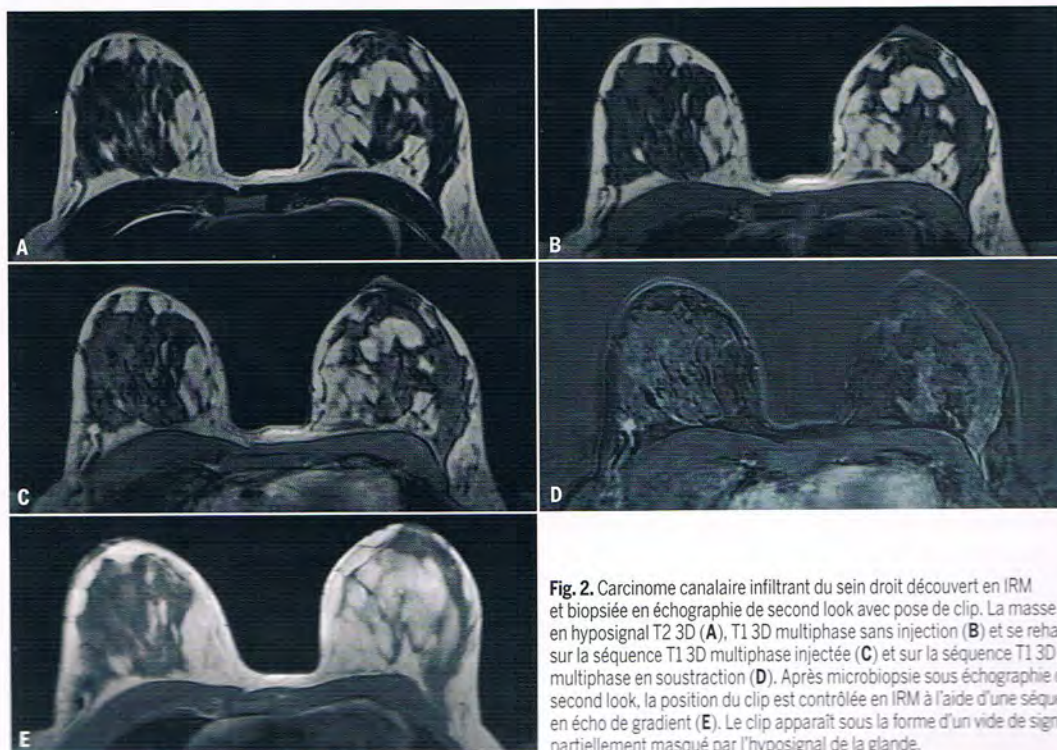 A
B
C
D
E
Fig. 2. Carcinome canalaire infiltrant du sein droit découvert en IRM
et biopsiée en échographie de second look avec pose de clip. La masse
en hyposignal T2 3D (A), T1 3D multiphase sans injection (B) et se
sur la séquence T1 3D multiphase injectée (C) et sur la séquence T1 3D
multiphase en soustraction (D). Après microbiopsie sous échographie
second look, la position du clip est contrôlée en IRM à l'aide d'une
en écho de gradient (E). Le clip apparaît sous la forme d'un vide de
partiellement masqué par l'hyposignal de la glande.